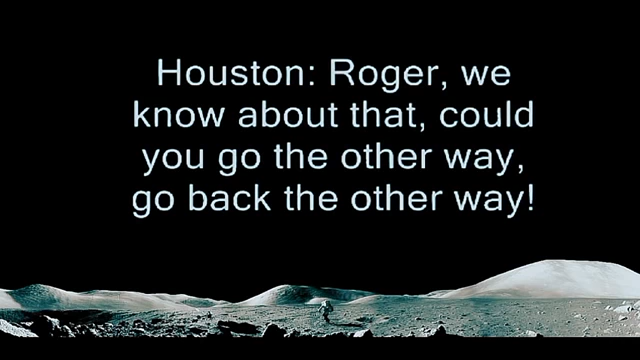 Houston: Roger, we
know about that, could
you go the other way,
go back the other way!